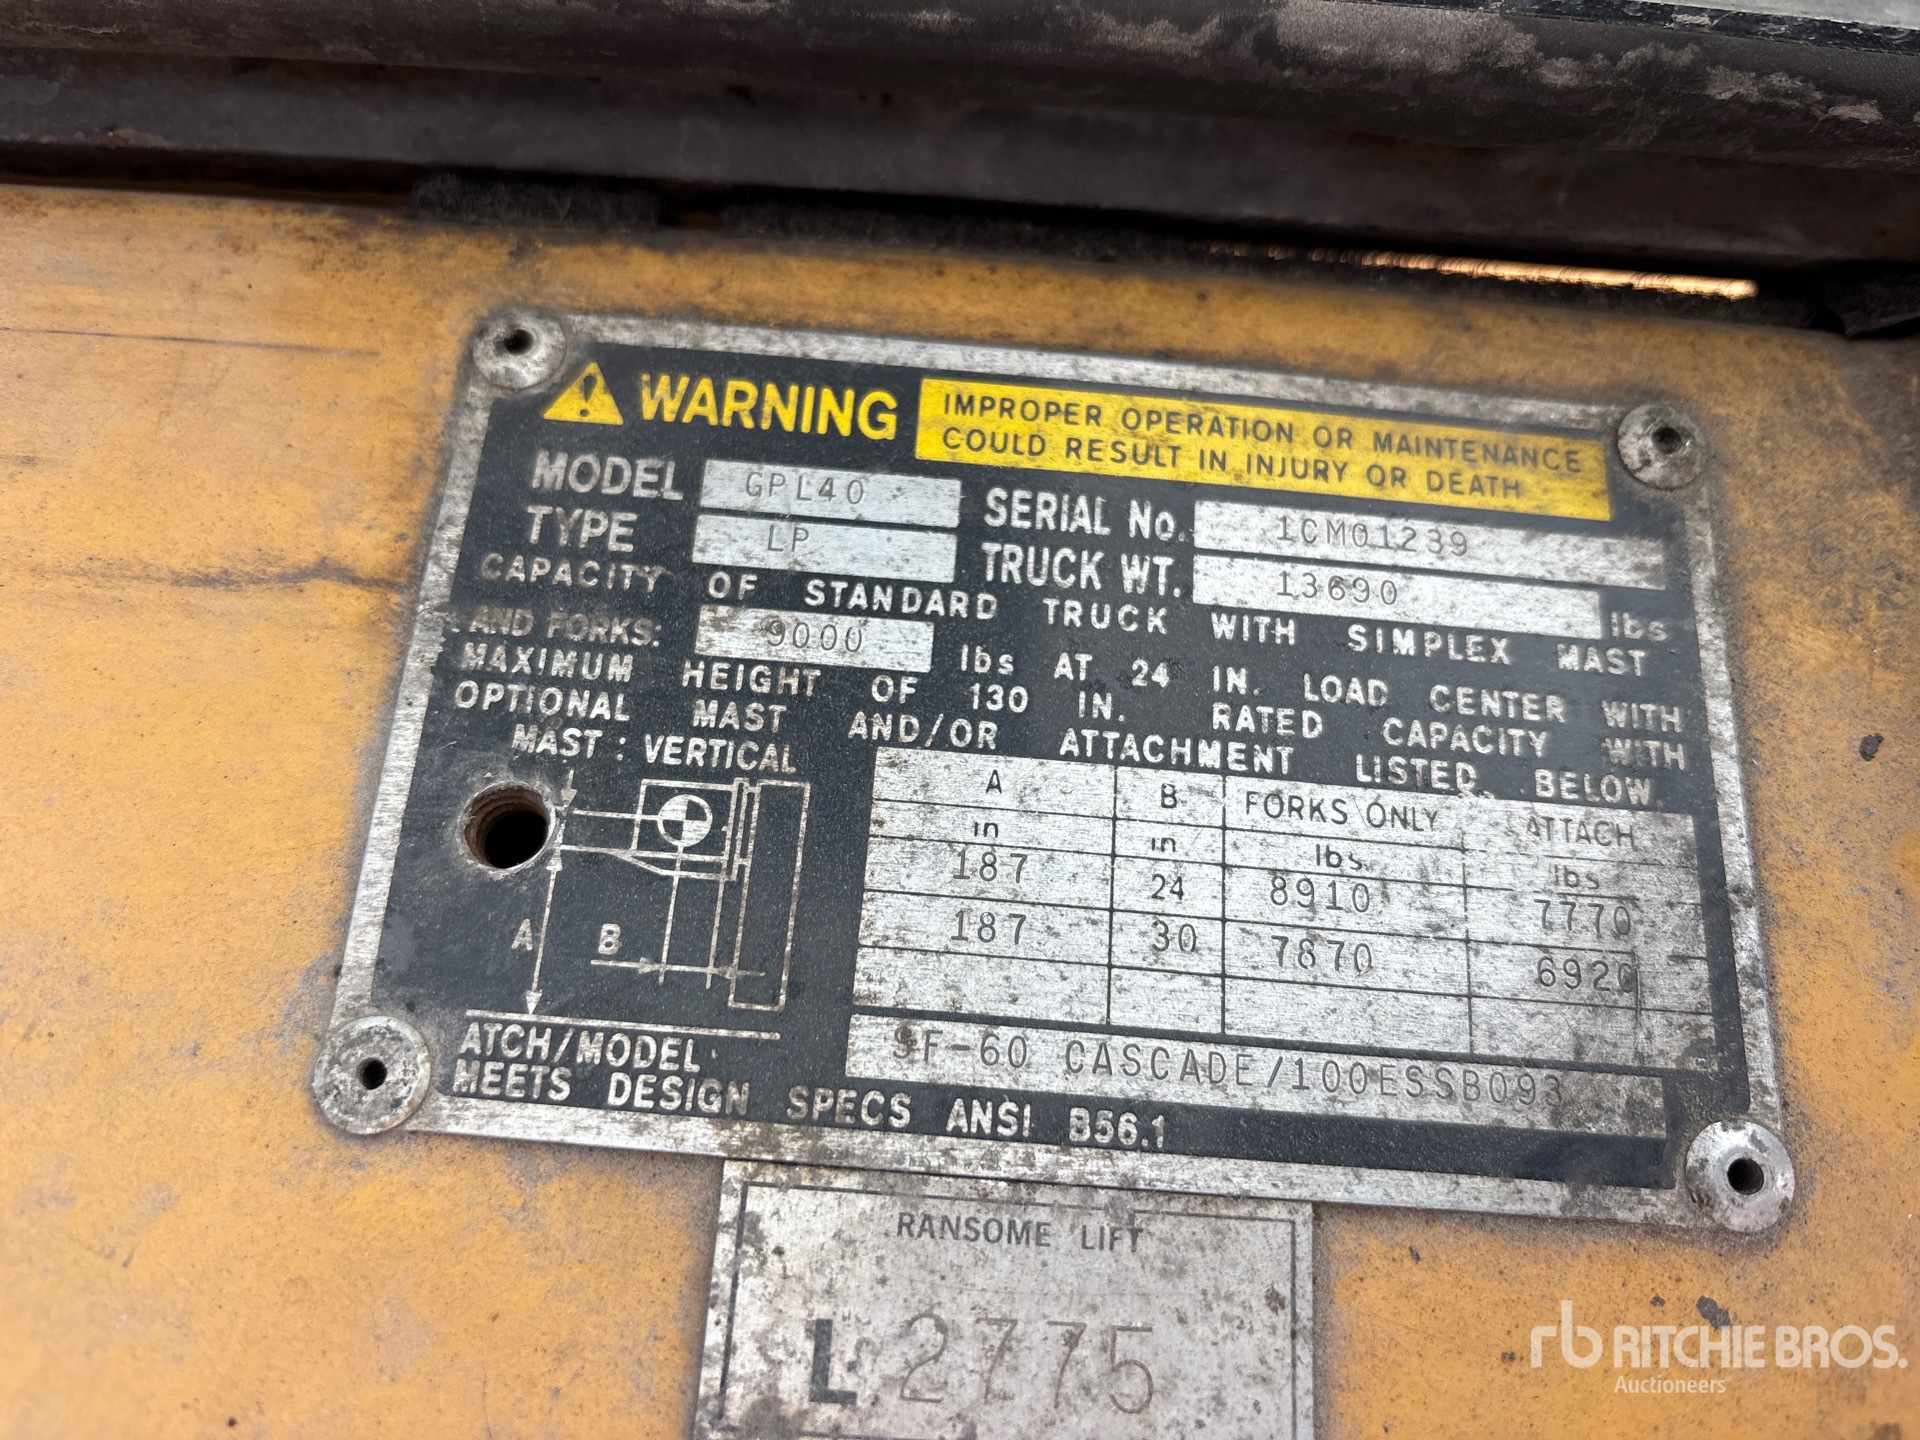 WARNING
IMPROPER OPERATION OR MAINTENANCE
COULD RESULT IN INJURY OR DEATH
MODEL GPL40 SERIAL No. 1CM01239
TYPE LP TRUCK WT. 13690 lbs
CAPACITY OF STANDARD TRUCK WITH SIMPLEX MAST
AND FORKS: 9000 lbs AT 24 IN. LOAD CENTER WITH
MAXIMUM HEIGHT OF 130 IN. RATED CAPACITY WITH
OPTIONAL MAST AND/OR ATTACHMENT LISTED BELOW.
MAST : VERTICAL
A B
A B FORKS ONLY ATTACH
in in lbs. lbs
187 24 8910 7770
187 30 7870 6920
ATCH/MODEL SF-60 CASCADE/100ESSB093
MEETS DESIGN SPECS ANSI B56.1
RANSOME LIFT
L 2775
rb RITCHIE BROS.
Auctioneers